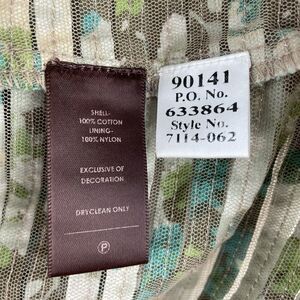 SHELL-
100% COTTON
LINING-
100% NYLON
EXCLUSIVE OF
DECORATION
DRYCLEAN ONLY
P
90141
P.O. No.
633864
Style No.
7114-062